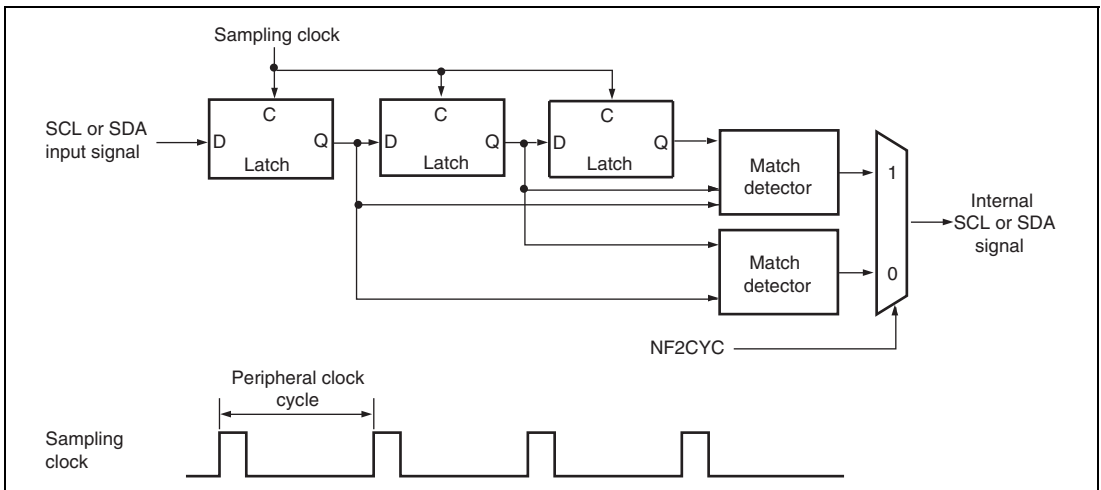 Sampling clock
SCL or SDA
input signal
D
C
Q
Latch
D
C
Q
Latch
D
C
Q
Latch
Match
detector
1
Match
detector
0
Internal
SCL or SDA
signal
NF2CYC
Peripheral clock
cycle
Sampling
clock